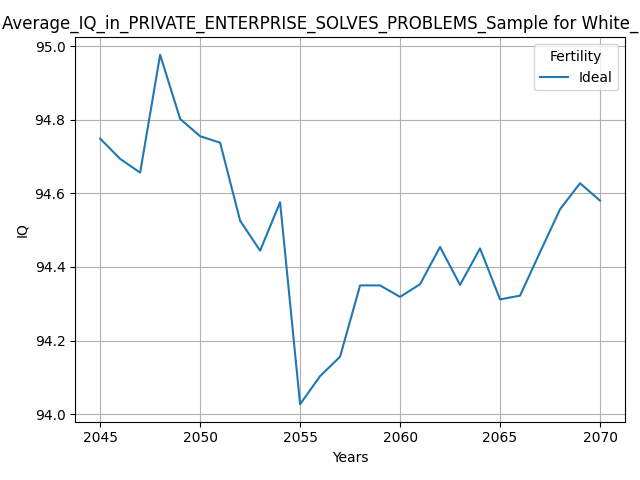 Average_IQ_in_PRIVATE_ENTERPRISE_SOLVES_PROBLEMS_Sample for White_
Fertility
Ideal
95.0
94.8
94.6
94.4
94.2
94.0
IQ
2045 2050 2055 2060 2065 2070
Years